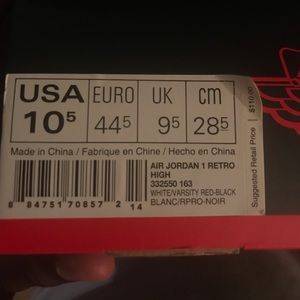 USA EURO UK cm
10⁵ 44⁵ 9⁵ 28⁵
Made in China / Fabrique en Chine / Hecho en China
AIR JORDAN 1 RETRO
HIGH
332550 163
WHITE/VARSITY RED-BLACK
BLANC/RPRO-NOIR
8 84751 70857 2 14
Suggested Retail Price
$110.00